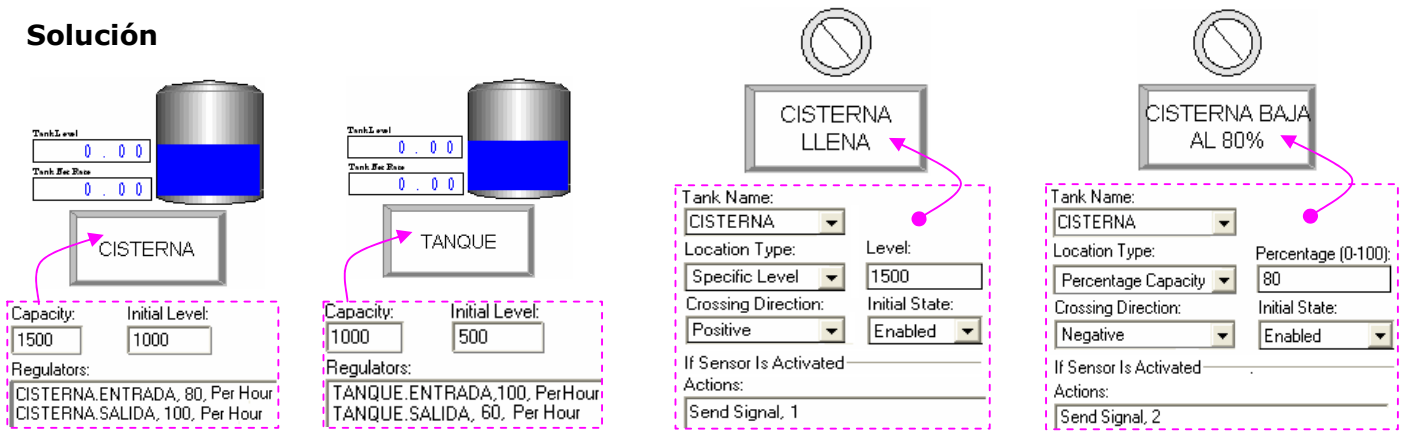 Solución
Tank Level
0.00
Tank Net Rate
0.00
CISTERNA
Capacity: Initial Level:
1500 1000
Regulators:
CISTERNA.ENTRADA, 80, Per Hour
CISTERNA.SALIDA, 100, Per Hour
Tank Level
0.00
Tank Net Rate
0.00
TANQUE
Capacity: Initial Level:
1000 500
Regulators:
TANQUE.ENTRADA,100, PerHour
TANQUE.SALIDA, 60, Per Hour
CISTERNA
LLENA
Tank Name:
CISTERNA
Location Type: Level:
Specific Level 1500
Crossing Direction: Initial State:
Positive Enabled
If Sensor Is Activated
Actions:
Send Signal, 1
CISTERNA BAJA
AL 80%
Tank Name:
CISTERNA
Location Type: Percentage (0-100):
Percentage Capacity 80
Crossing Direction: Initial State:
Negative Enabled
If Sensor Is Activated
Actions:
Send Signal, 2